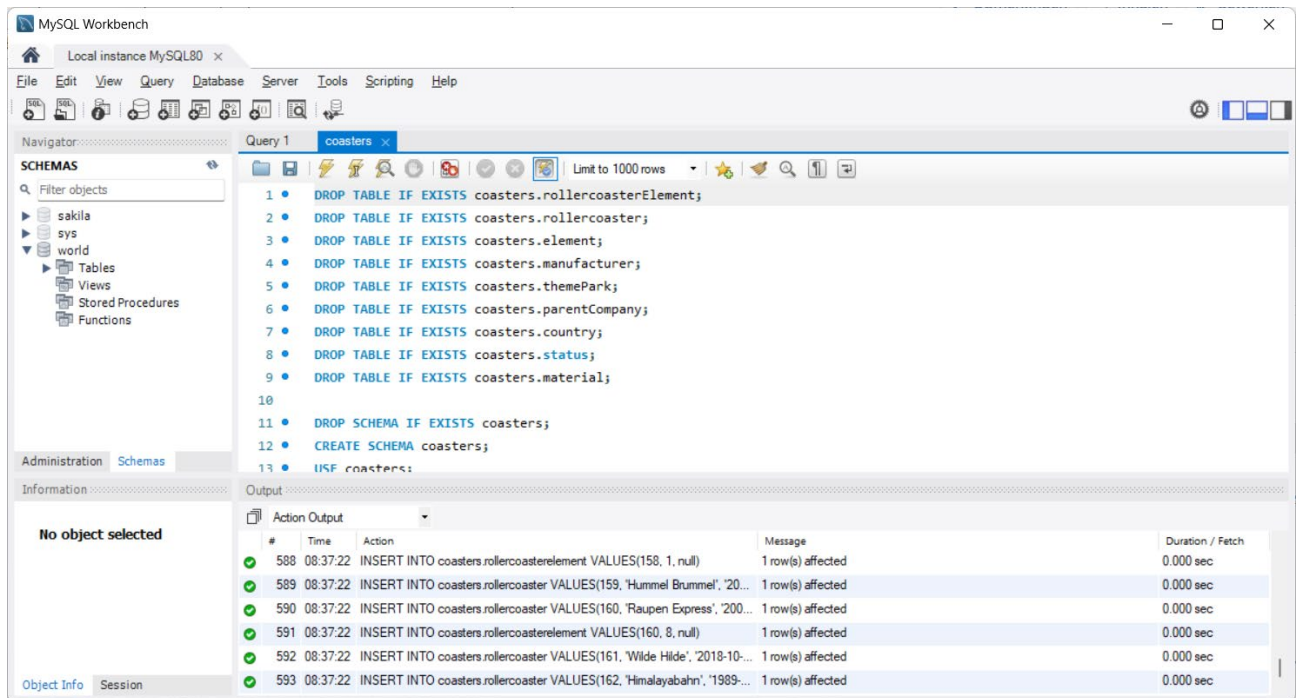 MySQL Workbench
Local instance MySQL80
File Edit View Query Database Server Tools Scripting Help
Navigator
SCHEMAS
Filter objects
sakila
sys
world
Tables
Views
Stored Procedures
Functions
Administration Schemas
Information
No object selected
Object Info Session
Query 1 coasters
Limit to 1000 rows
1 DROP TABLE IF EXISTS coasters.rollercoasterElement;
2 DROP TABLE IF EXISTS coasters.rollercoaster;
3 DROP TABLE IF EXISTS coasters.element;
4 DROP TABLE IF EXISTS coasters.manufacturer;
5 DROP TABLE IF EXISTS coasters.themePark;
6 DROP TABLE IF EXISTS coasters.parentCompany;
7 DROP TABLE IF EXISTS coasters.country;
8 DROP TABLE IF EXISTS coasters.status;
9 DROP TABLE IF EXISTS coasters.material;
10
11 DROP SCHEMA IF EXISTS coasters;
12 CREATE SCHEMA coasters;
13 USE coasters;
Output
Action Output
# Time Action Message Duration / Fetch
588 08:37:22 INSERT INTO coasters.rollercoasterelement VALUES(158, 1, null) 1 row(s) affected 0.000 sec
589 08:37:22 INSERT INTO coasters.rollercoaster VALUES(159, 'Hummel Brummel', '20... 1 row(s) affected 0.000 sec
590 08:37:22 INSERT INTO coasters.rollercoaster VALUES(160, 'Raupen Express', '200... 1 row(s) affected 0.000 sec
591 08:37:22 INSERT INTO coasters.rollercoasterelement VALUES(160, 8, null) 1 row(s) affected 0.000 sec
592 08:37:22 INSERT INTO coasters.rollercoaster VALUES(161, 'Wilde Hilde', '2018-10-... 1 row(s) affected 0.000 sec
593 08:37:22 INSERT INTO coasters.rollercoaster VALUES(162, 'Himalayabahn', '1989-... 1 row(s) affected 0.000 sec